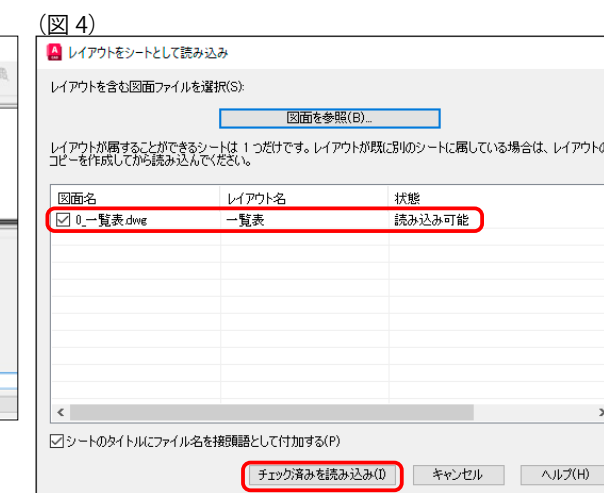 (図 4)
レイアウトをシートとして読み込み
レイアウトを含む図面ファイルを選択(S):
図面を参照(B)...
レイアウトが属することができるシートは 1 つだけです。レイアウトが既に別のシートに属している場合は、レイアウトの
コピーを作成してから読み込んでください。
図面名 レイアウト名 状態
0_一覧表.dwg 一覧表 読み込み可能
シートのタイトルにファイル名を接頭語として付加する(P)
チェック済みを読み込み(I) キャンセル ヘルプ(H)